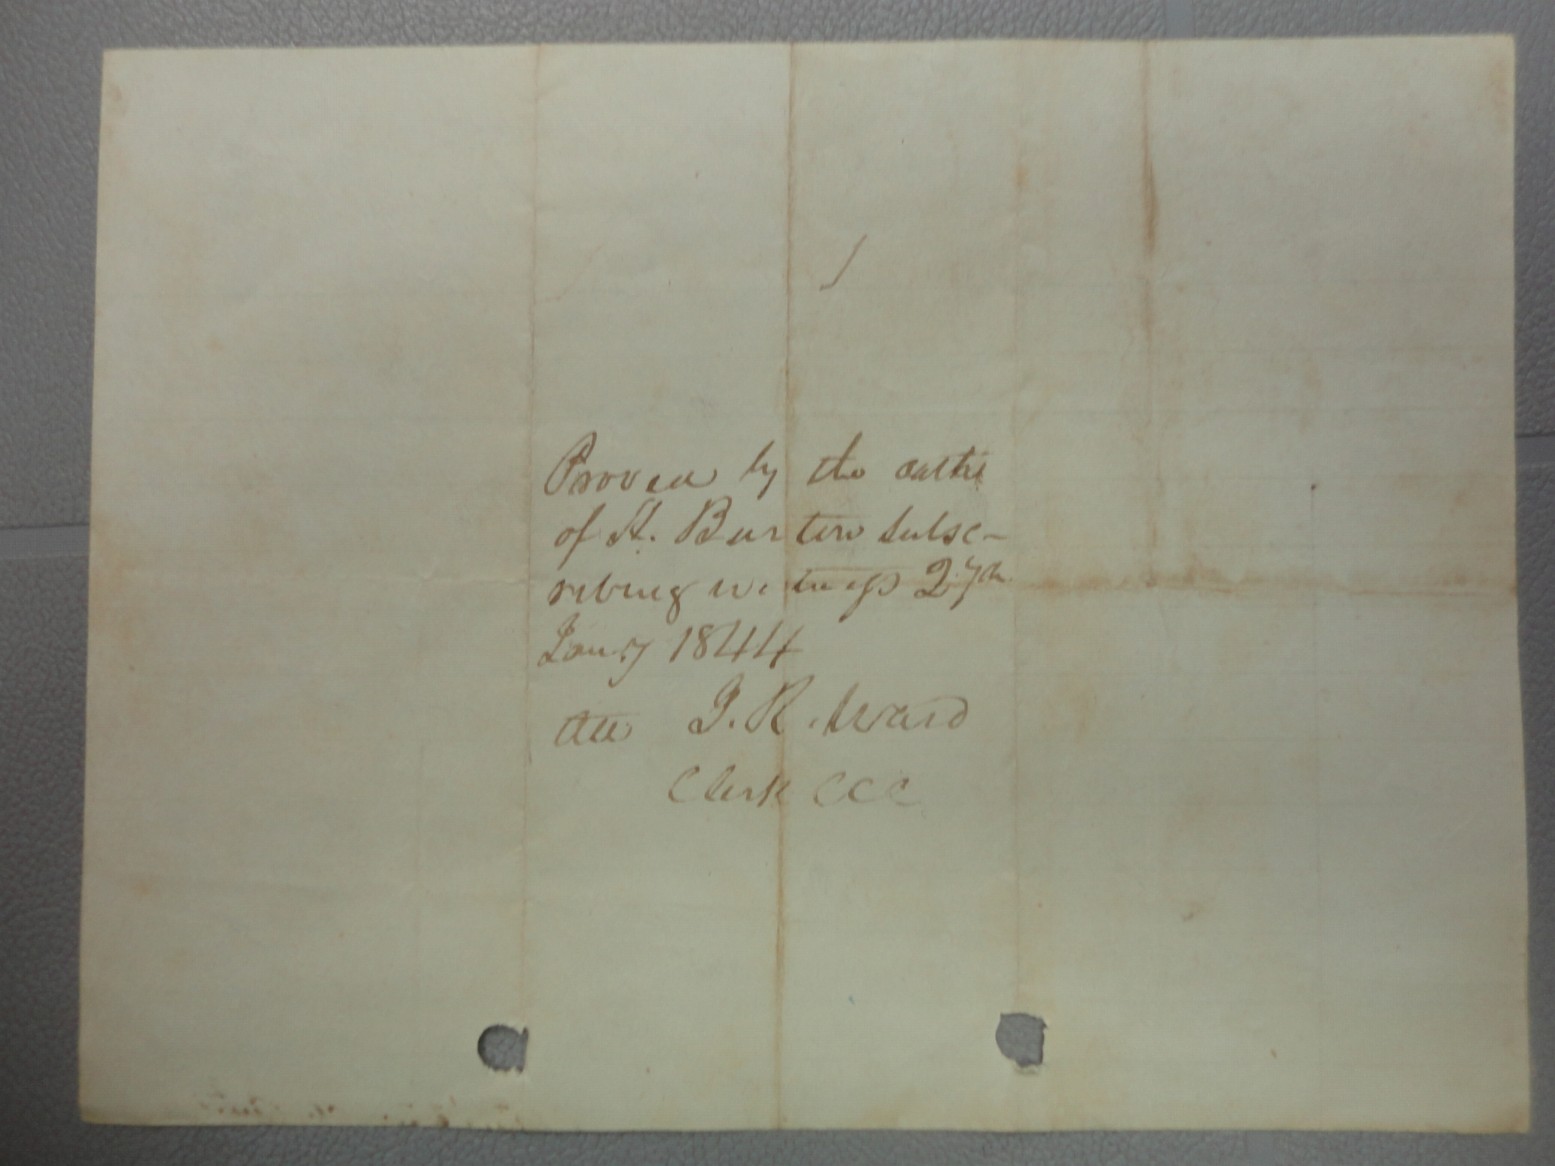 Proven by the oath
of H. Burton subsc-
ribing witness 27th
Jany 1844
Att J. R. Ward
Clerk CCC